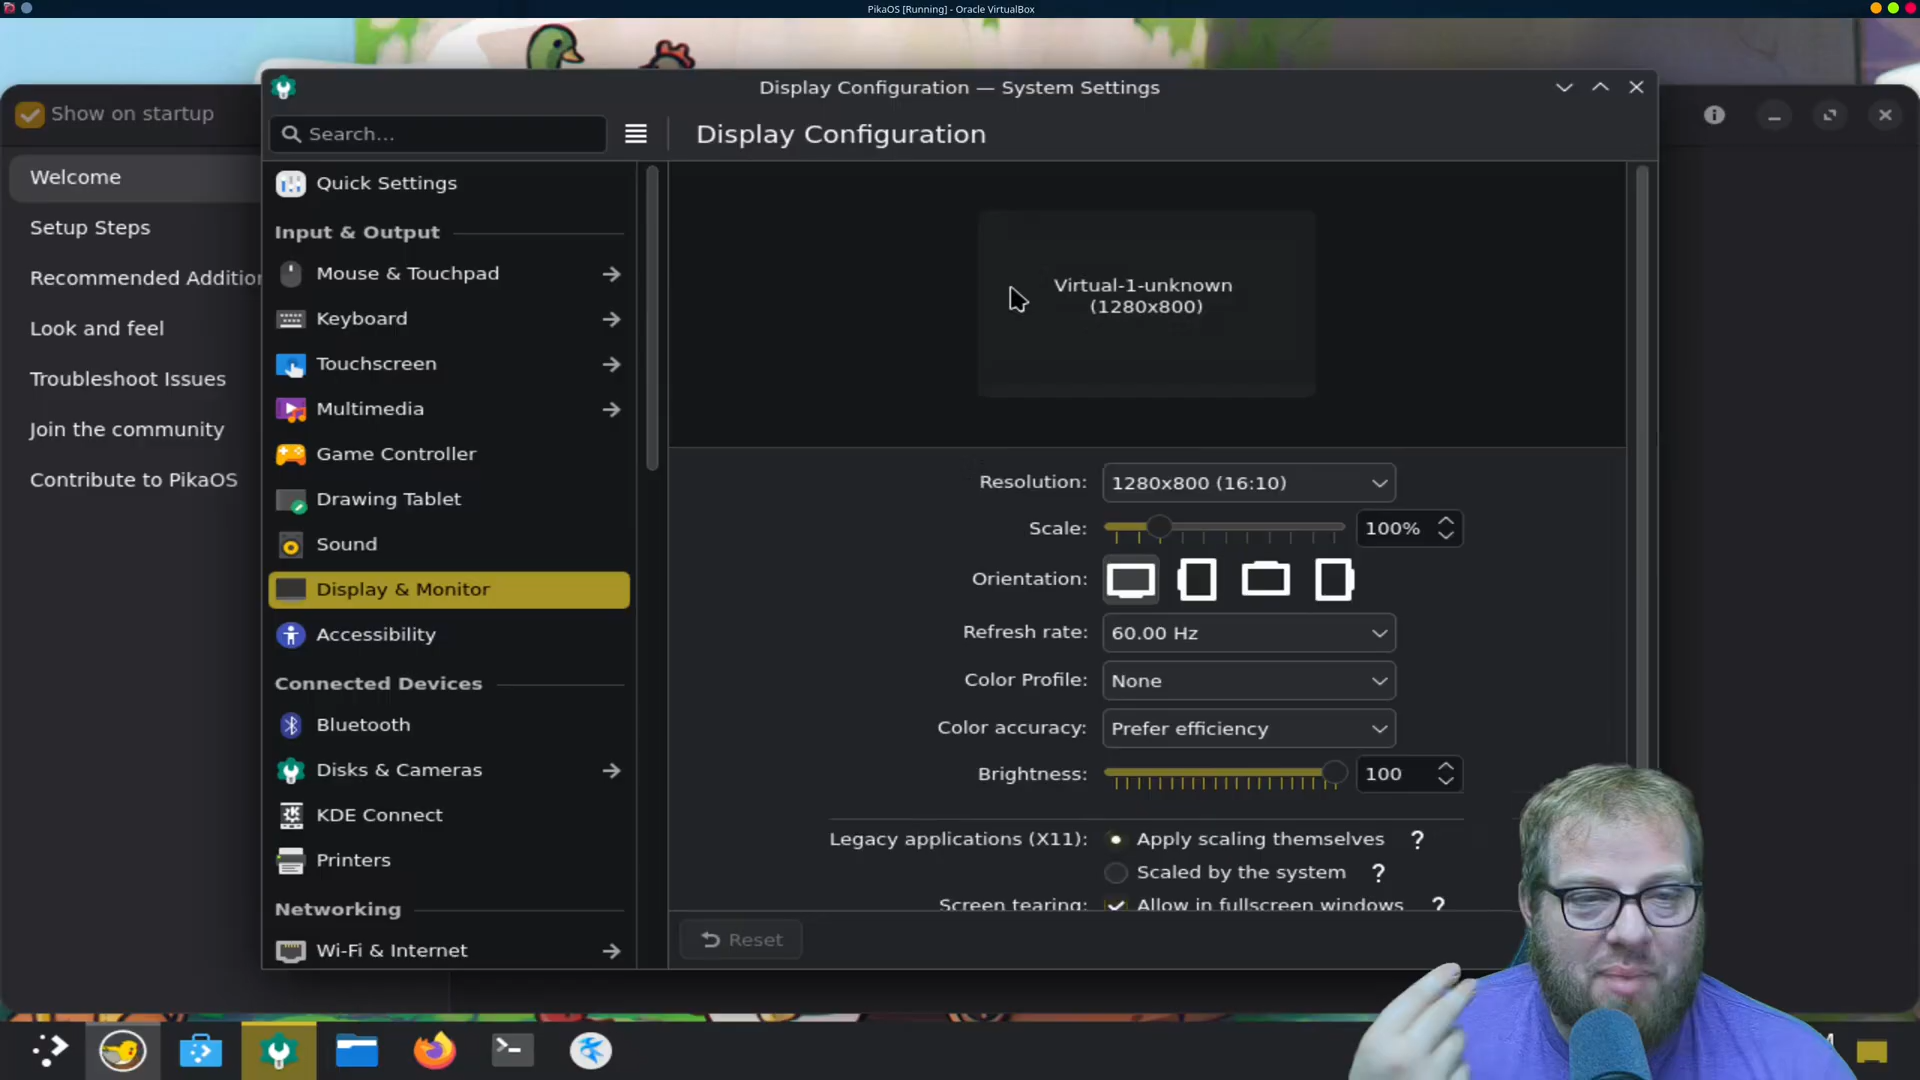 PikaOS [Running] - Oracle VirtualBox
Show on startup
Welcome
Setup Steps
Recommended Additio
Look and feel
Troubleshoot Issues
Join the community
Contribute to PikaOS
Display Configuration — System Settings
Search...
Display Configuration
Quick Settings
Input & Output
Mouse & Touchpad
Keyboard
Touchscreen
Multimedia
Game Controller
Drawing Tablet
Sound
Display & Monitor
Accessibility
Connected Devices
Bluetooth
Disks & Cameras
KDE Connect
Printers
Networking
Wi-Fi & Internet
Virtual-1-unknown
(1280x800)
Resolution: 1280x800 (16:10)
Scale: 100%
Orientation:
Refresh rate: 60.00 Hz
Color Profile: None
Color accuracy: Prefer efficiency
Brightness: 100
Legacy applications (X11): Apply scaling themselves ?
Scaled by the system ?
Screen tearing: Allow in fullscreen windows ?
Reset